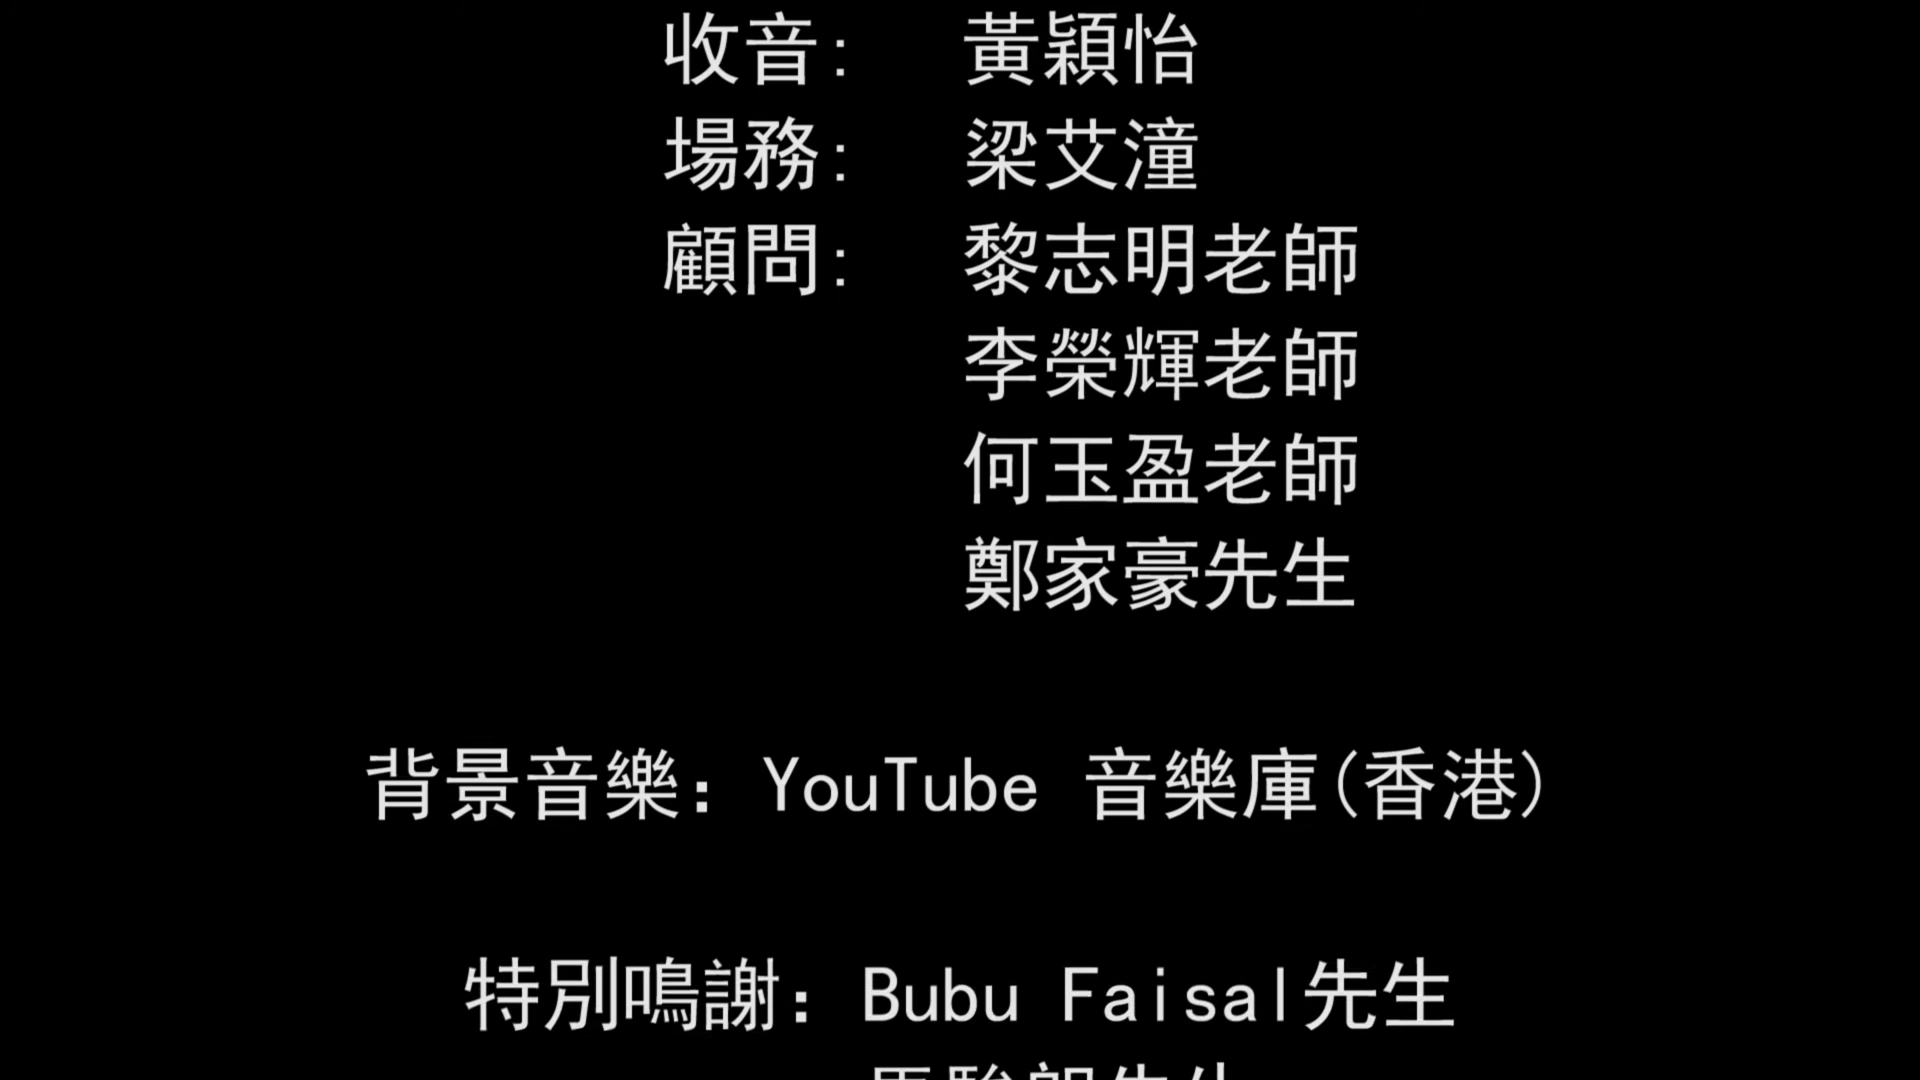 收音: 黃穎怡
場務: 梁艾潼
顧問: 黎志明老師
李榮輝老師
何玉盈老師
鄭家豪先生
背景音樂: YouTube 音樂庫(香港)
特別鳴謝: Bubu Faisal先生